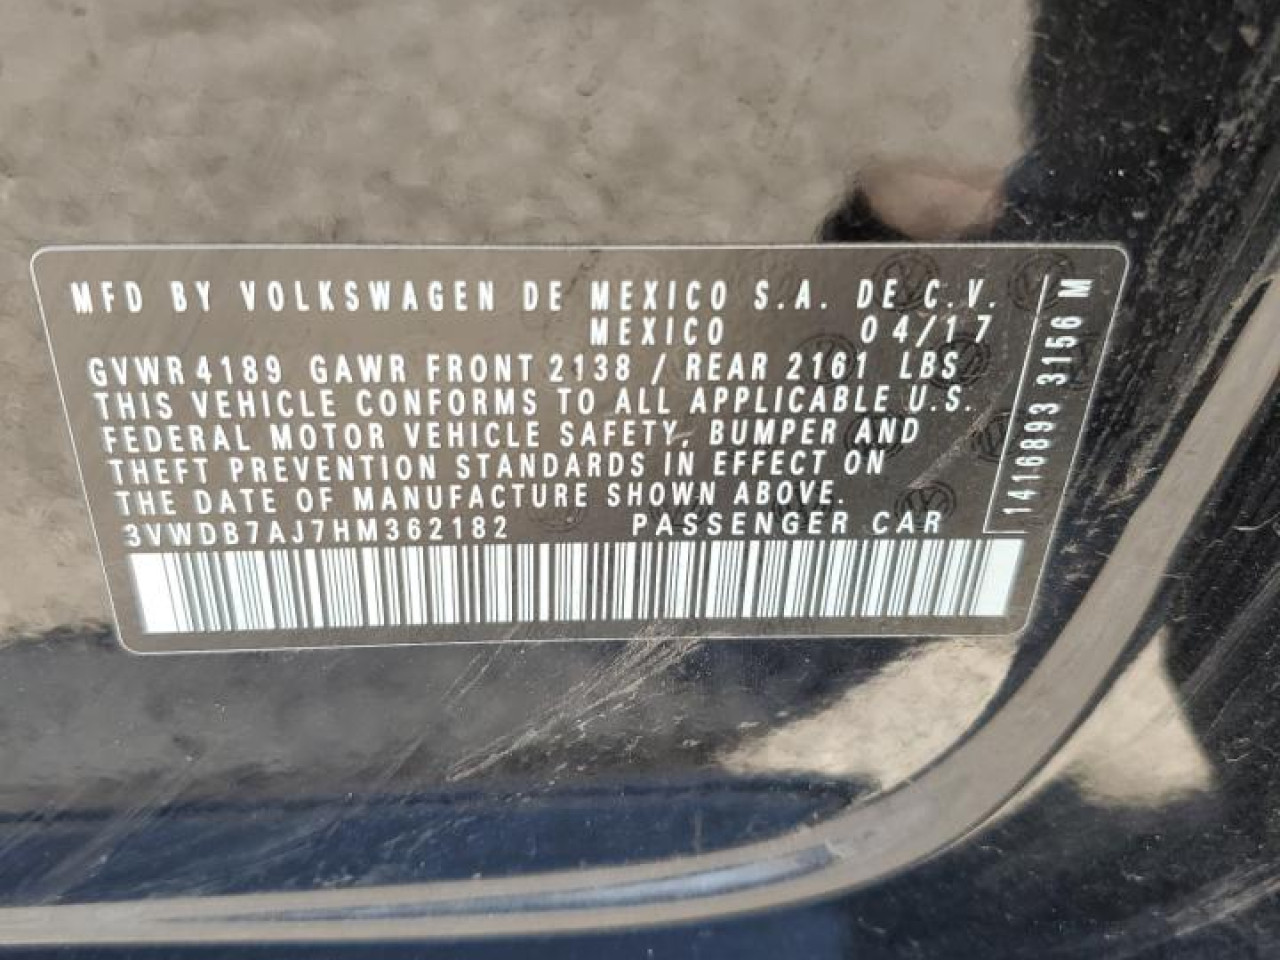 MFD BY VOLKSWAGEN DE MEXICO S.A. DE C.V.
MEXICO 04/17
GVWR 4189 GAWR FRONT 2138 / REAR 2161 LBS
THIS VEHICLE CONFORMS TO ALL APPLICABLE U.S.
FEDERAL MOTOR VEHICLE SAFETY, BUMPER AND
THEFT PREVENTION STANDARDS IN EFFECT ON
THE DATE OF MANUFACTURE SHOWN ABOVE.
3VWDB7AJ7HM362182 PASSENGER CAR
1416893 3156 M